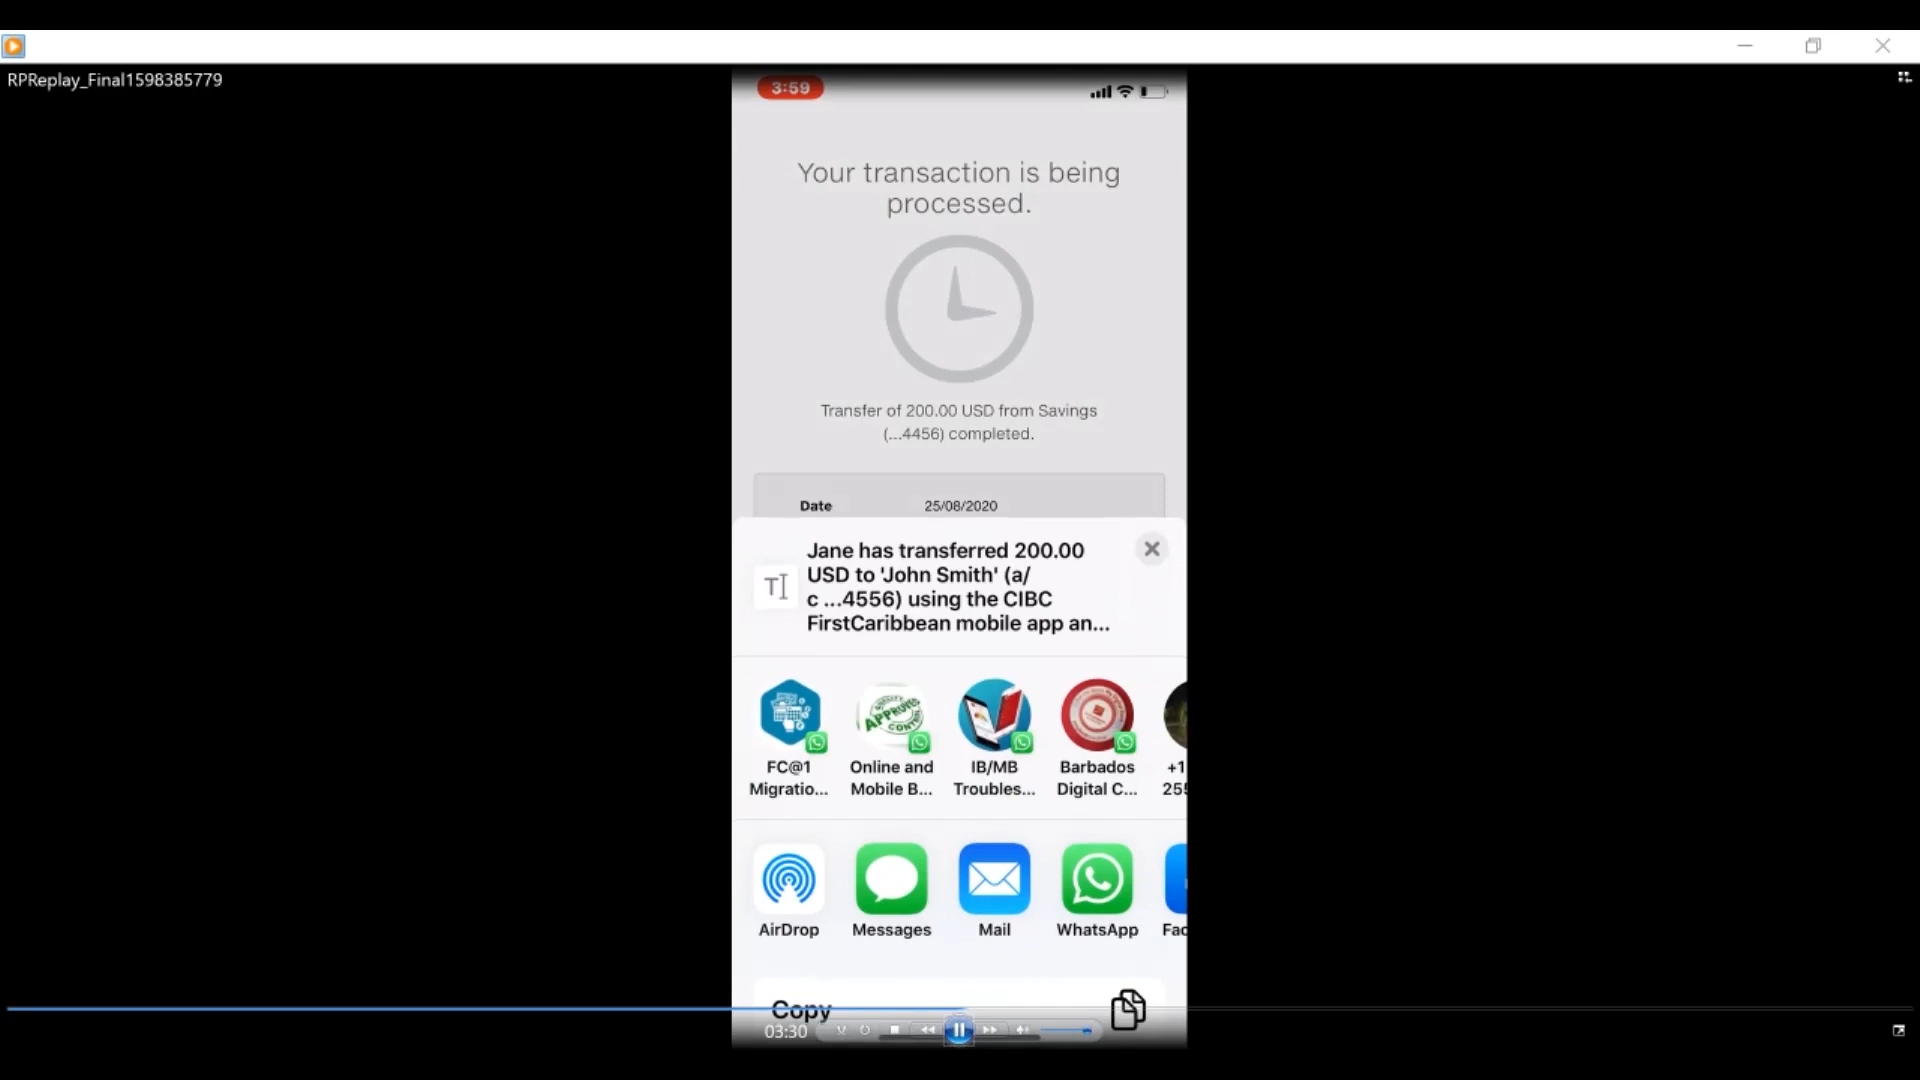 RPReplay_Final1598385779
3:59
Your transaction is being
processed.
Transfer of 200.00 USD from Savings
(...4456) completed.
Date 25/08/2020
Jane has transferred 200.00
USD to 'John Smith' (a/
c ...4556) using the CIBC
FirstCaribbean mobile app an...
APPROVED
FC@1 Online and IB/MB Barbados +1
Migratio... Mobile B... Troubles... Digital C... 255
AirDrop Messages Mail WhatsApp Fac
Copy
03:30